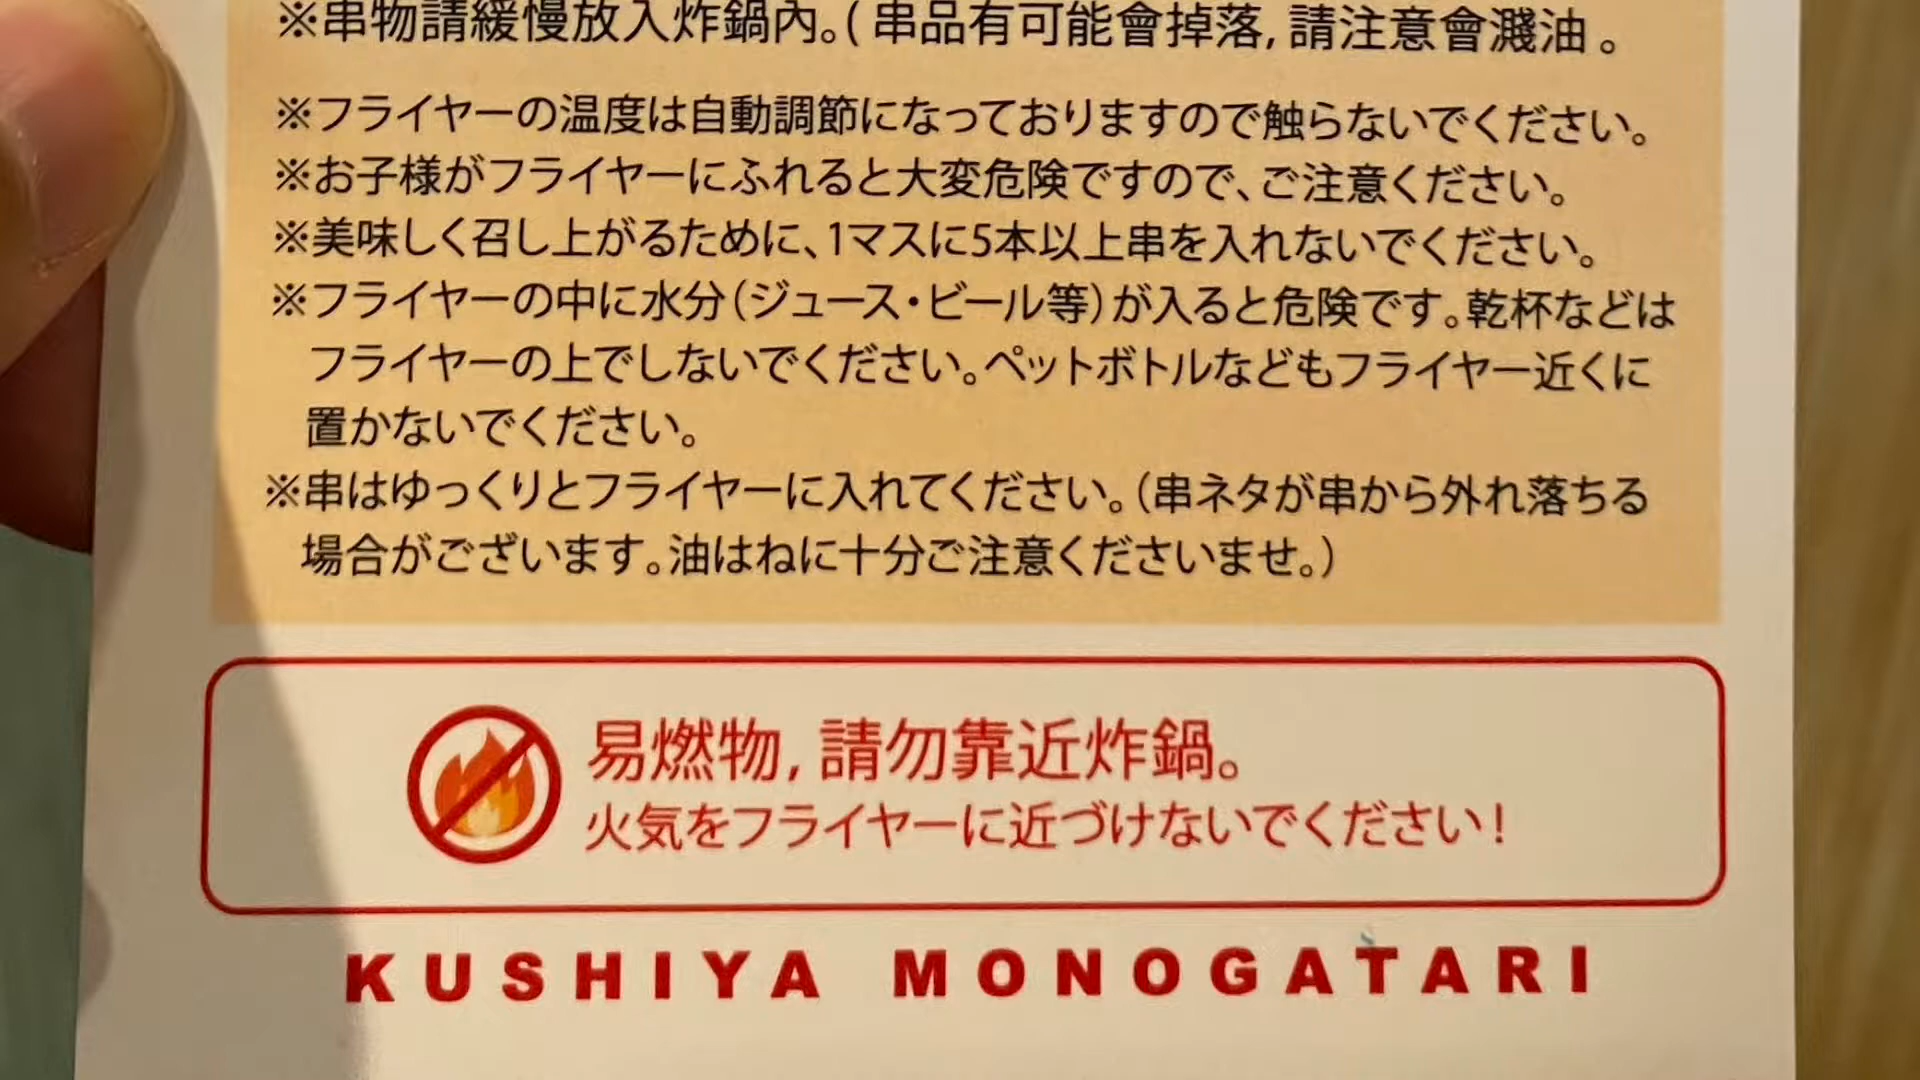 ※串物請緩慢放入炸鍋內。( 串品有可能會掉落, 請注意會濺油 。
※フライヤーの温度は自動調節になっておりますので触らないでください。
※お子様がフライヤーにふれると大変危険ですので、ご注意ください。
※美味しく召し上がるために、1マスに5本以上串を入れないでください。
※フライヤーの中に水分(ジュース・ビール等)が入ると危険です。乾杯などは
フライヤーの上でしないでください。ペットボトルなどもフライヤー近くに
置かないでください。
※串はゆっくりとフライヤーに入れてください。(串ネタが串から外れ落ちる
場合がございます。油はねに十分ご注意くださいませ。)
易燃物, 請勿靠近炸鍋。
火気をフライヤーに近づけないでください!
KUSHIYA MONOGATARI